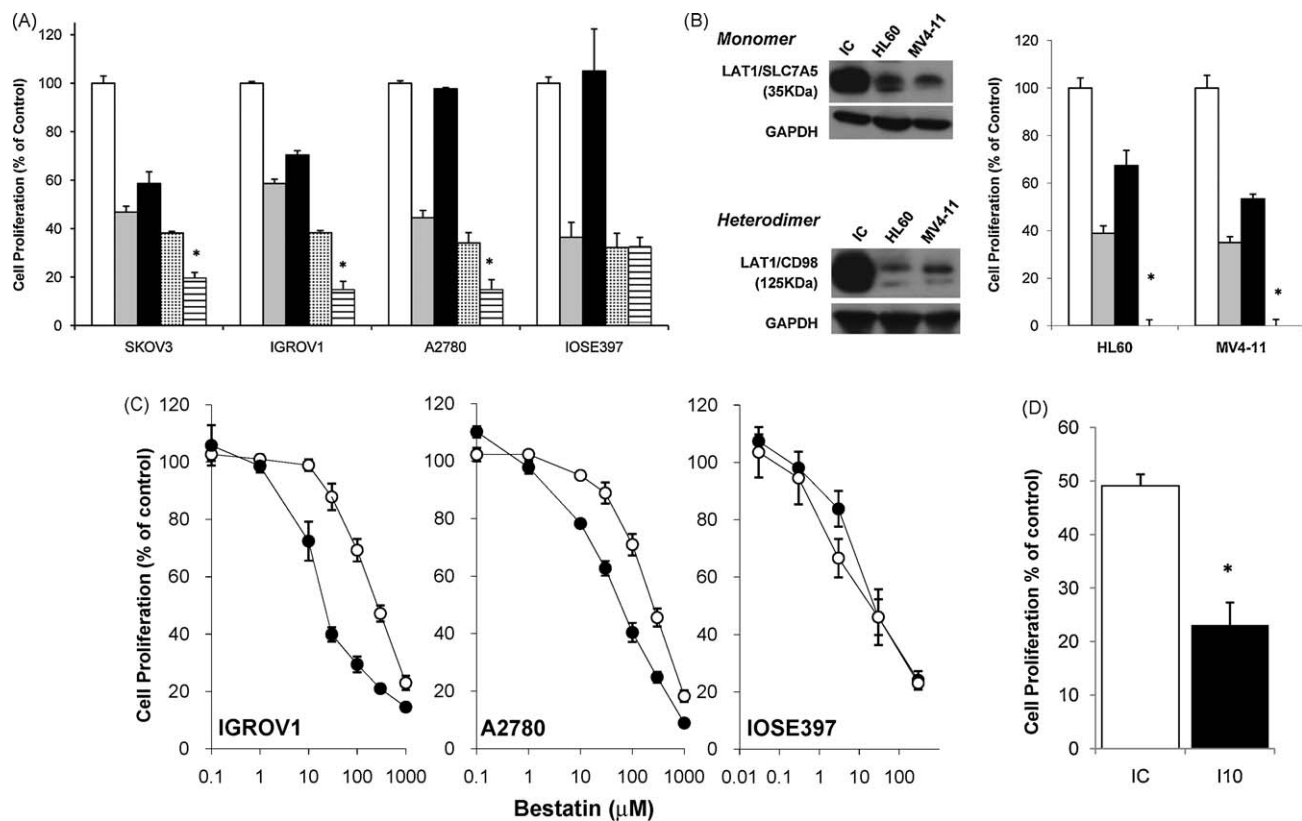 (A)
Cell Proliferation (% of Control)
120
100
80
60
40
20
0
*
*
*
SKOV3
IGROV1
A2780
IOSE397
(B)
Monomer
IC
HL60
MV4-11
LAT1/SLC7A5
(35KDa)
GAPDH
Heterodimer
IC
HL60
MV4-11
LAT1/CD98
(125KDa)
GAPDH
Cell Proliferation (% of Control)
120
100
80
60
40
20
0
*
*
HL60
MV4-11
(C)
Cell Proliferation (% of control)
120
100
80
60
40
20
0
IGROV1
0.1 1 10 100 1000
120
100
80
60
40
20
0
A2780
0.1 1 10 100 1000
120
100
80
60
40
20
0
IOSE397
0.01 0.1 1 10 100
Bestatin (μM)
(D)
Cell Proliferation % of control)
60
50
40
30
20
10
0
*
IC
I10